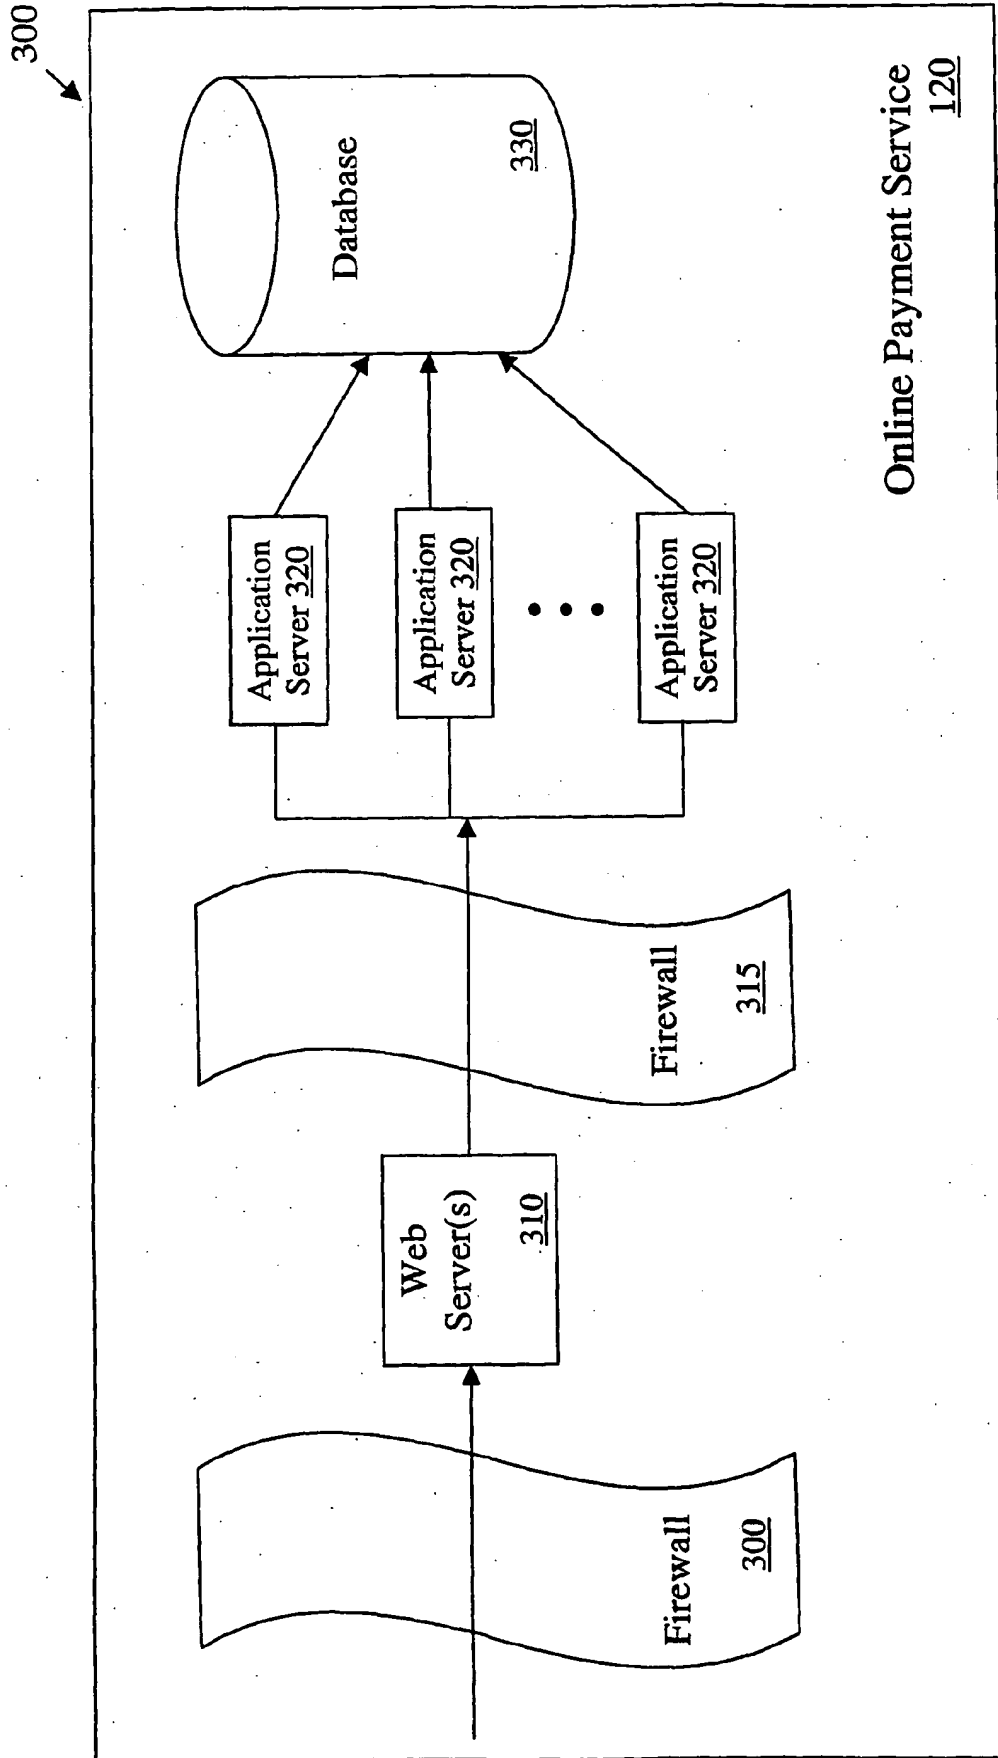 300
Firewall
300
Web
Server(s)
310
Firewall
315
Application
Server 320
Application
Server 320
Application
Server 320
Database
330
Online Payment Service
120